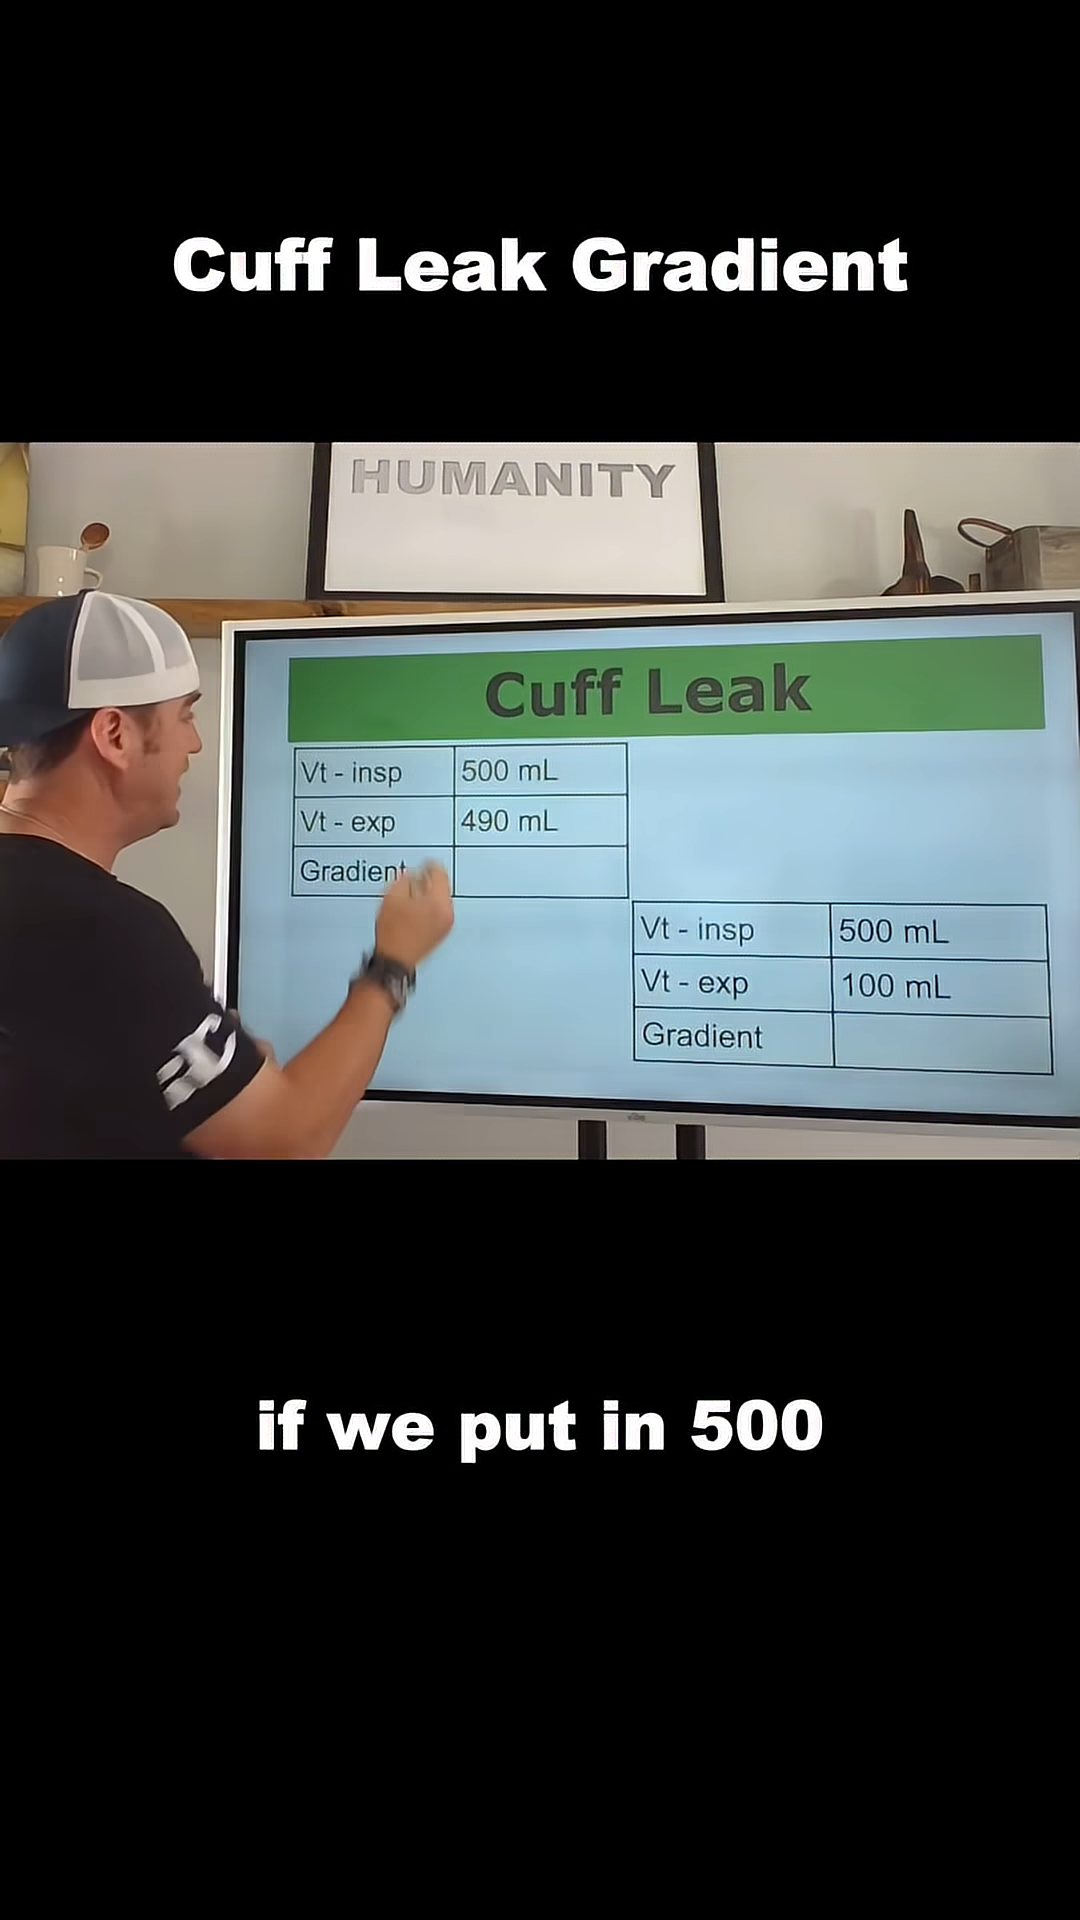 Cuff Leak Gradient
HUMANITY
Cuff Leak
Vt - insp 500 mL
Vt - exp 490 mL
Gradient
Vt - insp 500 mL
Vt - exp 100 mL
Gradient
if we put in 500